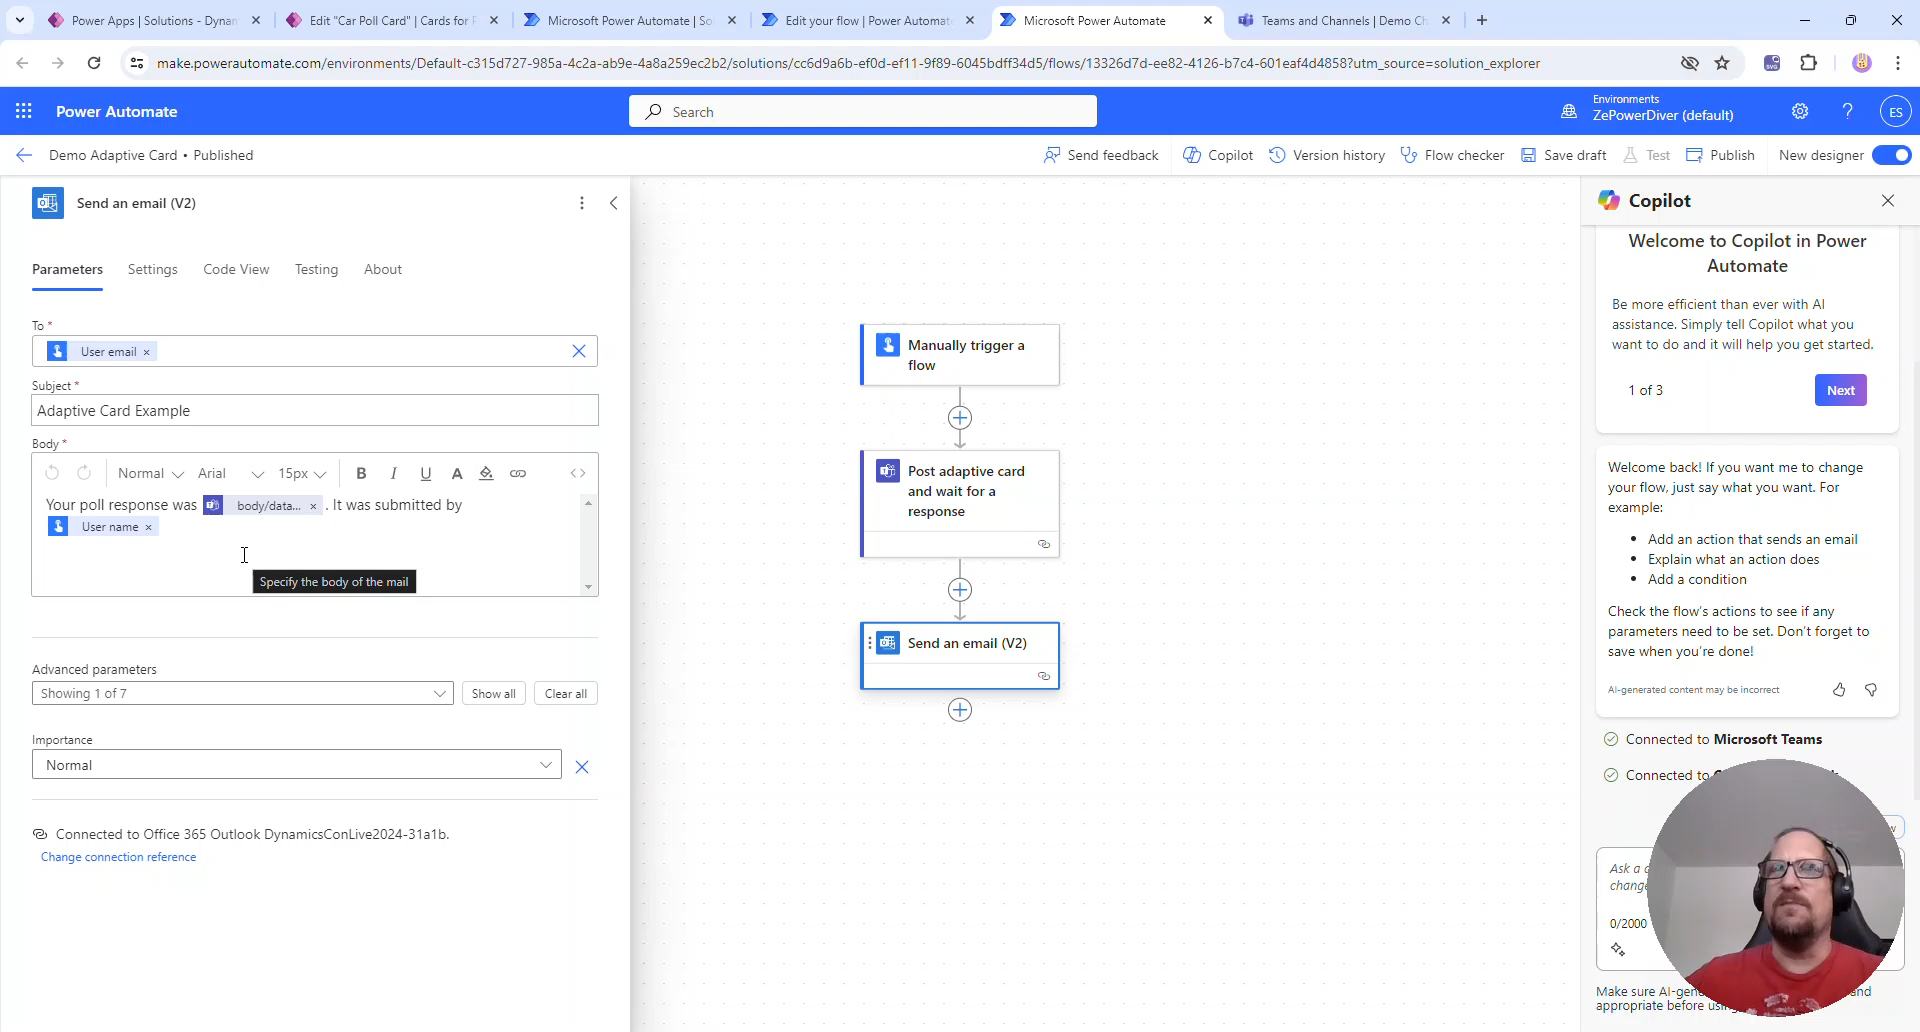 Power Apps | Solutions - Dynam
Edit "Car Poll Card" | Cards for P
Microsoft Power Automate | So
Edit your flow | Power Automate
Microsoft Power Automate
Teams and Channels | Demo Ch
make.powerautomate.com/environments/Default-c315d727-985a-4c2a-ab9e-4a8a259ec2b2/solutions/cc6d9a6b-ef0d-ef11-9f89-6045bdff34d5/flows/13326d7d-ee82-4126-b7c4-601eaf4d4858?utm_source=solution_explorer
Power Automate
Search
Environments
ZePowerDiver (default)
ES
Demo Adaptive Card • Published
Send feedback
Copilot
Version history
Flow checker
Save draft
Test
Publish
New designer
Send an email (V2)
Parameters
Settings
Code View
Testing
About
To *
User email
Subject *
Adaptive Card Example
Body *
Normal
Arial
15px
Your poll response was body/data... . It was submitted by
User name
Specify the body of the mail
Advanced parameters
Showing 1 of 7
Show all
Clear all
Importance
Normal
Connected to Office 365 Outlook DynamicsConLive2024-31a1b.
Change connection reference
Manually trigger a
flow
Post adaptive card
and wait for a
response
Send an email (V2)
Copilot
Welcome to Copilot in Power
Automate
Be more efficient than ever with AI
assistance. Simply tell Copilot what you
want to do and it will help you get started.
1 of 3
Next
Welcome back! If you want me to change
your flow, just say what you want. For
example:
• Add an action that sends an email
• Explain what an action does
• Add a condition
Check the flow's actions to see if any
parameters need to be set. Don't forget to
save when you're done!
AI-generated content may be incorrect
Connected to Microsoft Teams
Connected to
Ask a
0/2000
Make sure and
appropriate before